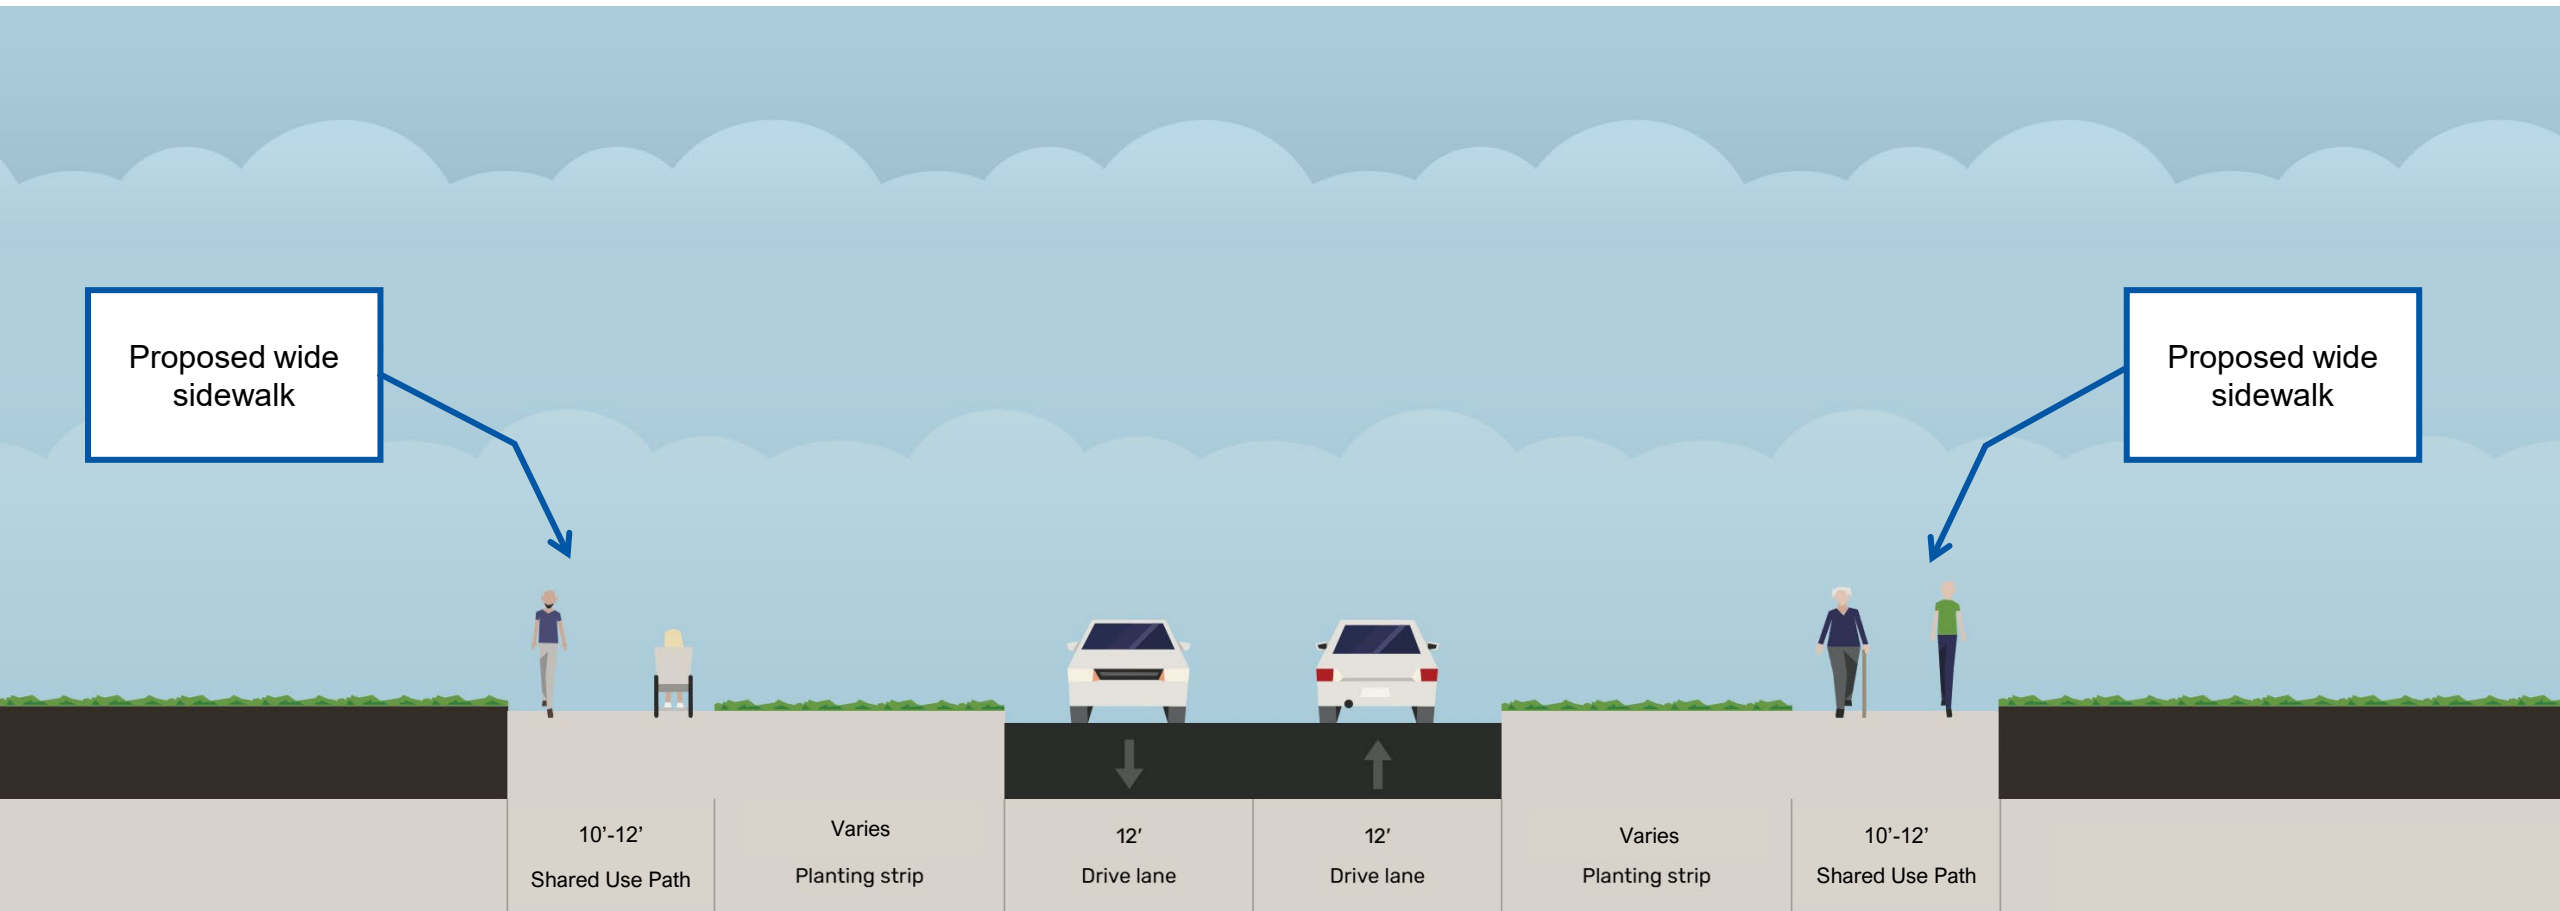 Proposed wide
sidewalk
Proposed wide
sidewalk
10’-12’
Shared Use Path
Varies
Planting strip
12’
Drive lane
12’
Drive lane
Varies
Planting strip
10’-12’
Shared Use Path